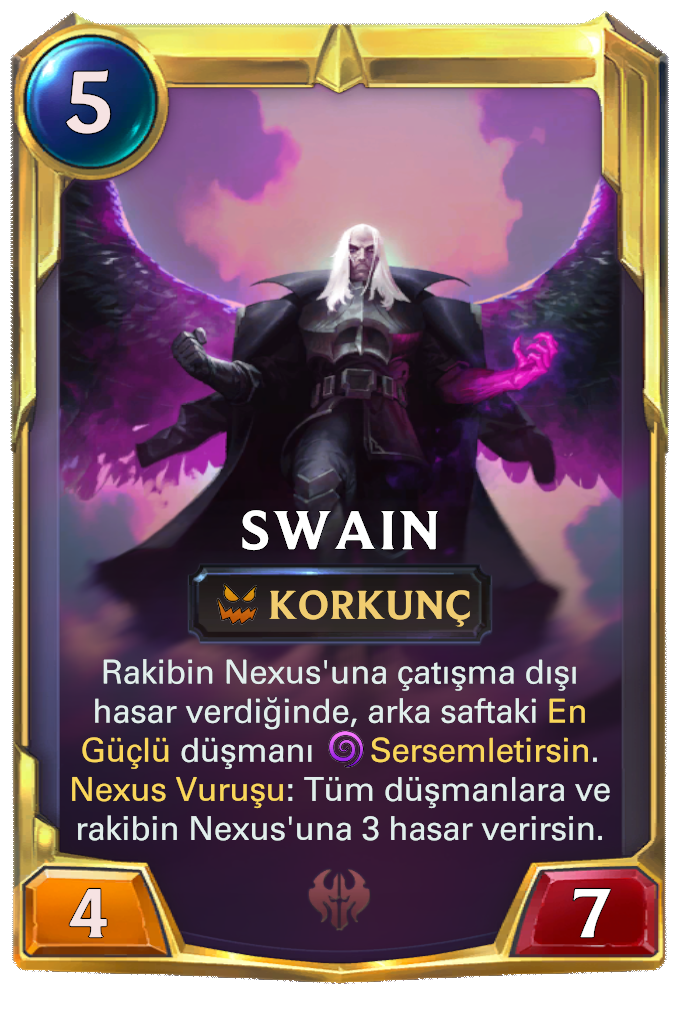 5
SWAIN
KORKUNÇ
Rakibin Nexus'una çatışma dışı
hasar verdiğinde, arka saftaki En
Güçlü düşmanı Sersemletirsin.
Nexus Vuruşu: Tüm düşmanlara ve
rakibin Nexus'una 3 hasar verirsin.
4
7